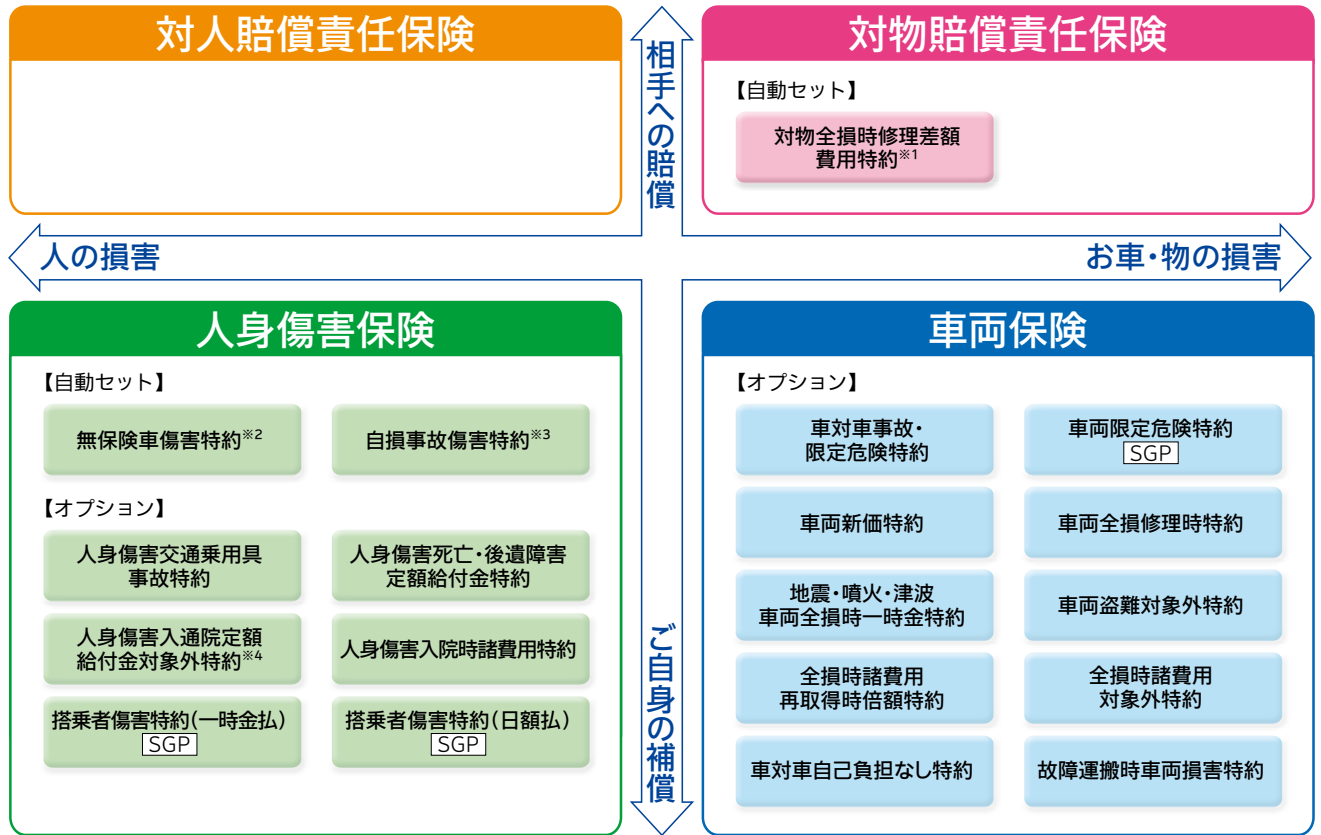 対人賠償責任保険
相手への賠償
対物賠償責任保険
【自動セット】
対物全損時修理差額
費用特約※1
人の損害
お車・物の損害
人身傷害保険
【自動セット】
無保険車傷害特約※2
自損事故傷害特約※3
【オプション】
人身傷害交通乗用具
事故特約
人身傷害死亡・後遺障害
定額給付金特約
人身傷害入通院定額
給付金対象外特約※4
人身傷害入院時諸費用特約
搭乗者傷害特約(一時金払)
SGP
搭乗者傷害特約(日額払)
SGP
ご自身の補償
車両保険
【オプション】
車対車事故・
限定危険特約
車両限定危険特約
SGP
車両新価特約
車両全損修理時特約
地震・噴火・津波
車両全損時一時金特約
車両盗難対象外特約
全損時諸費用
再取得時倍額特約
全損時諸費用
対象外特約
車対車自己負担なし特約
故障運搬時車両損害特約